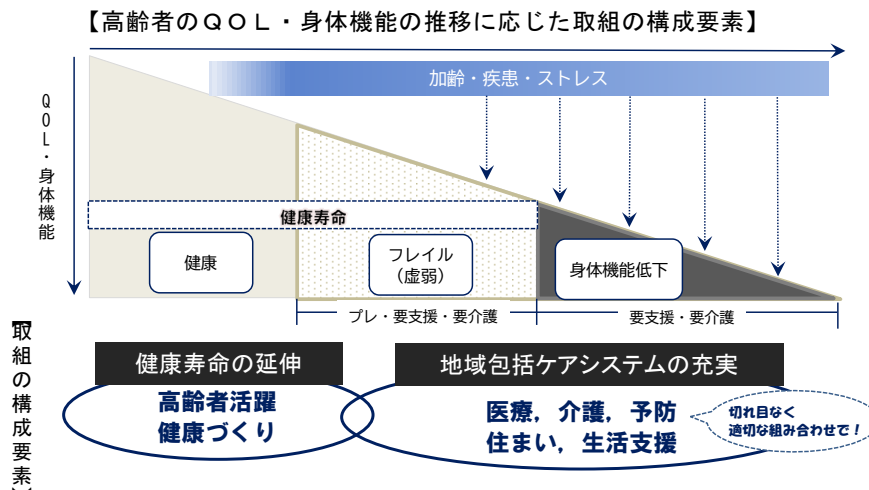 【高齢者のＱＯＬ・身体機能の推移に応じた取組の構成要素】
加齢・疾患・ストレス
ＱＯＬ・身体機能
健康寿命
健康
フレイル
（虚弱）
身体機能低下
プレ・要支援・要介護
要支援・要介護
【取組の構成要素】
健康寿命の延伸
地域包括ケアシステムの充実
高齢者活躍
健康づくり
医療，介護，予防
住まい，生活支援
切れ目なく
適切な組み合わせで！